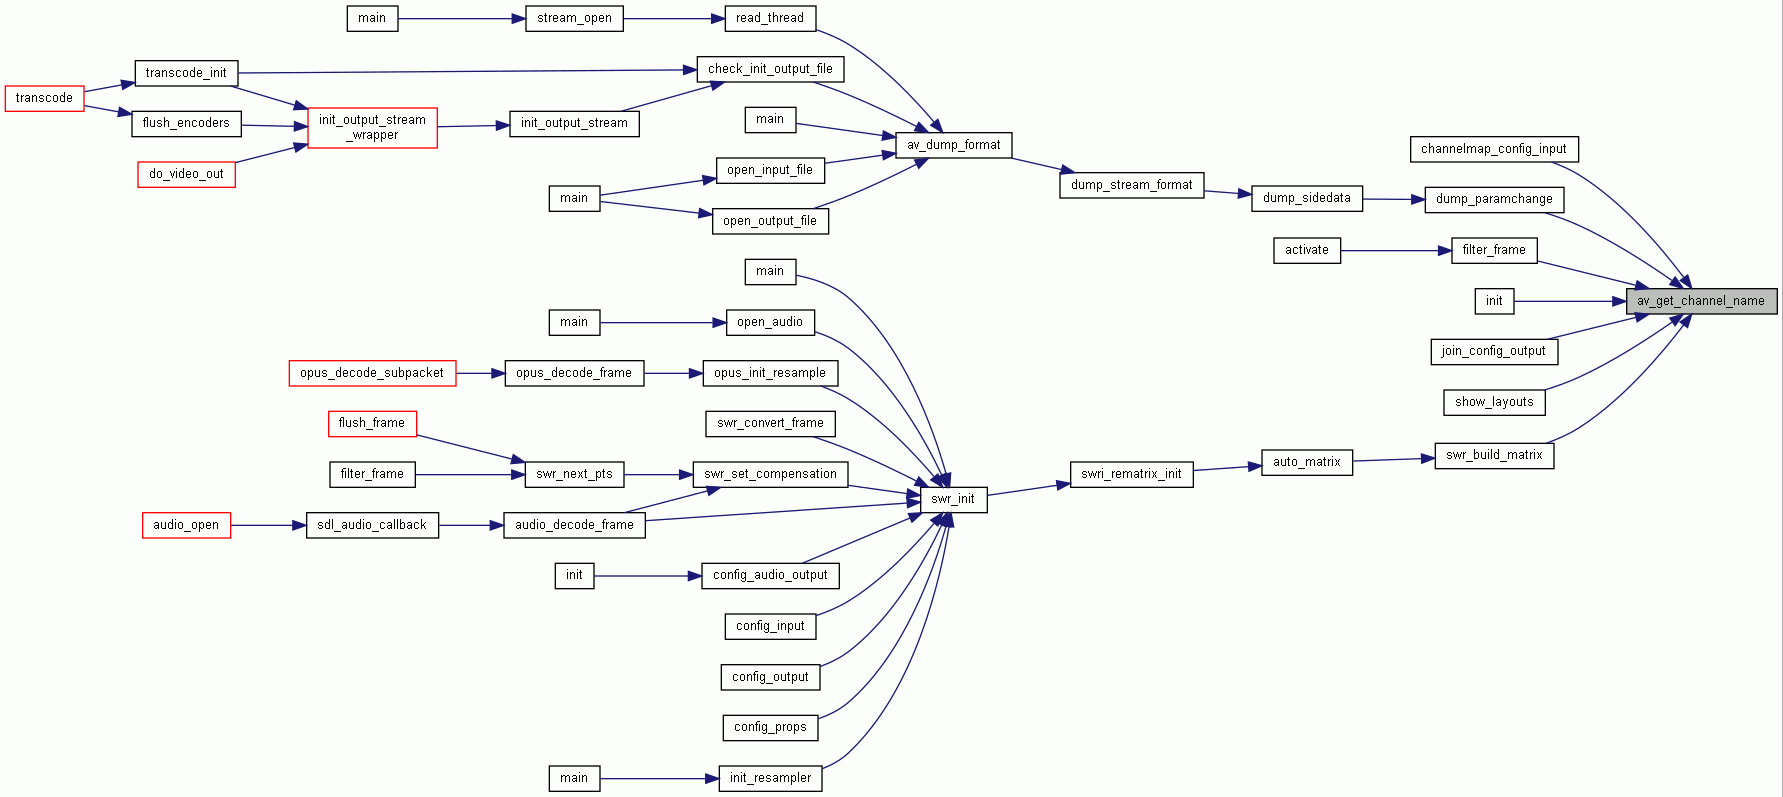 main
stream_open
read_thread
transcode_init
check_init_output_file
transcode
flush_encoders
init_output_stream
_wrapper
init_output_stream
do_video_out
main
av_dump_format
open_input_file
main
open_output_file
dump_stream_format
dump_sidedata
dump_paramchange
channelmap_config_input
activate
filter_frame
init
av_get_channel_name
join_config_output
show_layouts
swr_build_matrix
auto_matrix
swri_rematrix_init
swr_init
main
main
open_audio
opus_decode_subpacket
opus_decode_frame
opus_init_resample
flush_frame
swr_convert_frame
filter_frame
swr_next_pts
swr_set_compensation
audio_open
sdl_audio_callback
audio_decode_frame
init
config_audio_output
config_input
config_output
config_props
main
init_resampler